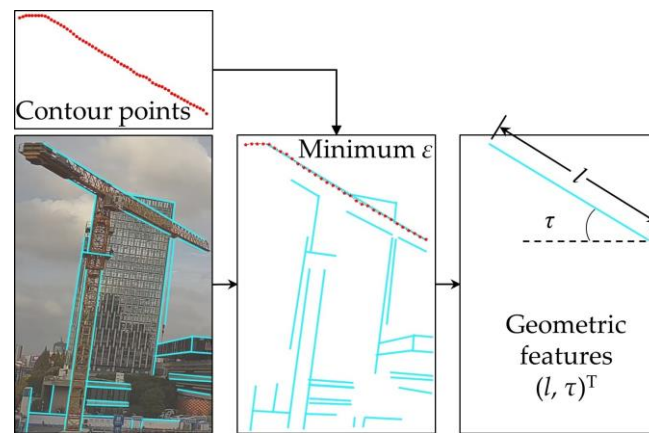 Contour points
Minimum ε
l
τ
Geometric
features
(l, τ)ᵀ